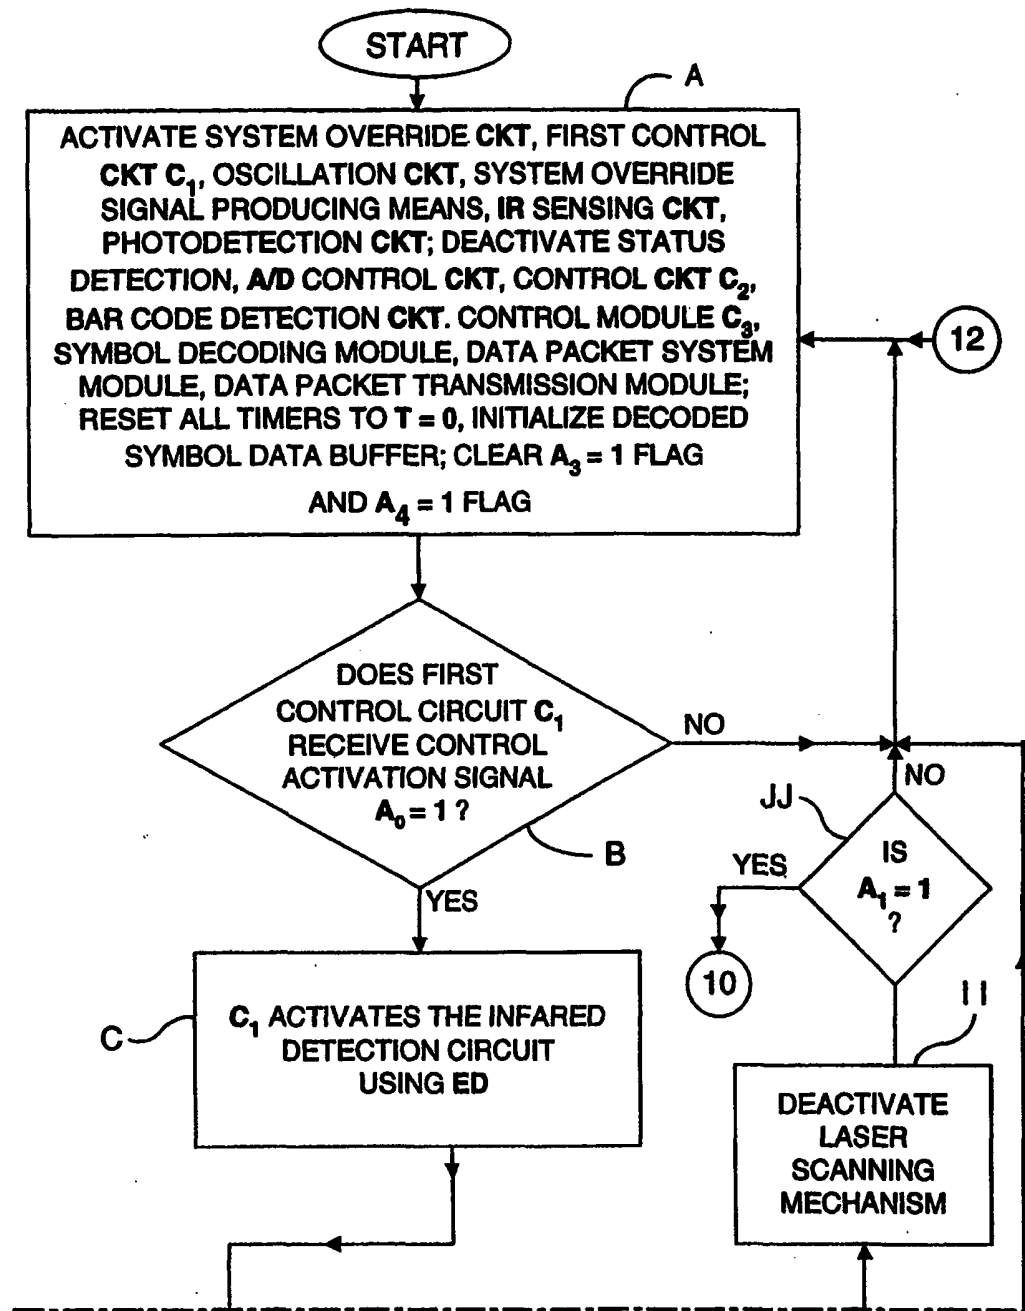 START
A
ACTIVATE SYSTEM OVERRIDE CKT, FIRST CONTROL
CKT C₁, OSCILLATION CKT, SYSTEM OVERRIDE
SIGNAL PRODUCING MEANS, IR SENSING CKT,
PHOTODETECTION CKT; DEACTIVATE STATUS
DETECTION, A/D CONTROL CKT, CONTROL CKT C₂,
BAR CODE DETECTION CKT. CONTROL MODULE C₃,
SYMBOL DECODING MODULE, DATA PACKET SYSTEM
MODULE, DATA PACKET TRANSMISSION MODULE;
RESET ALL TIMERS TO T = 0, INITIALIZE DECODED
SYMBOL DATA BUFFER; CLEAR A₃ = 1 FLAG
AND A₄ = 1 FLAG
12
DOES FIRST
CONTROL CIRCUIT C₁
RECEIVE CONTROL
ACTIVATION SIGNAL
A₀ = 1 ?
NO
B
YES
NO
JJ
IS
A₁ = 1
?
YES
10
C
C₁ ACTIVATES THE INFARED
DETECTION CIRCUIT
USING ED
II
DEACTIVATE
LASER
SCANNING
MECHANISM